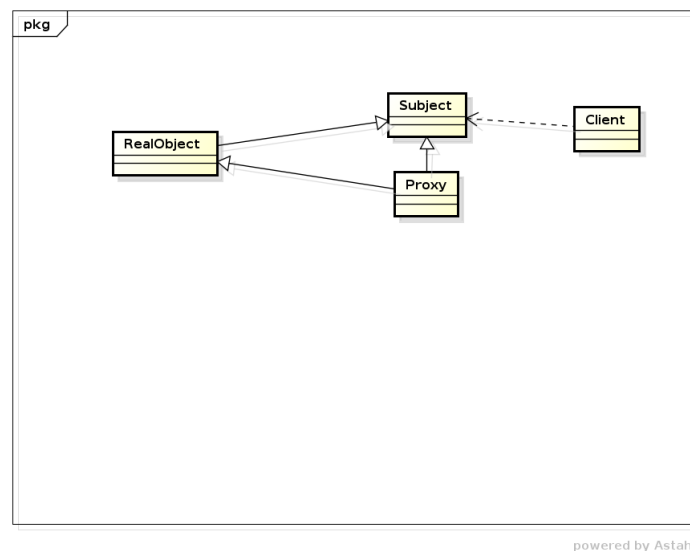 pkg
Subject
Client
RealObject
Proxy
powered by Astah